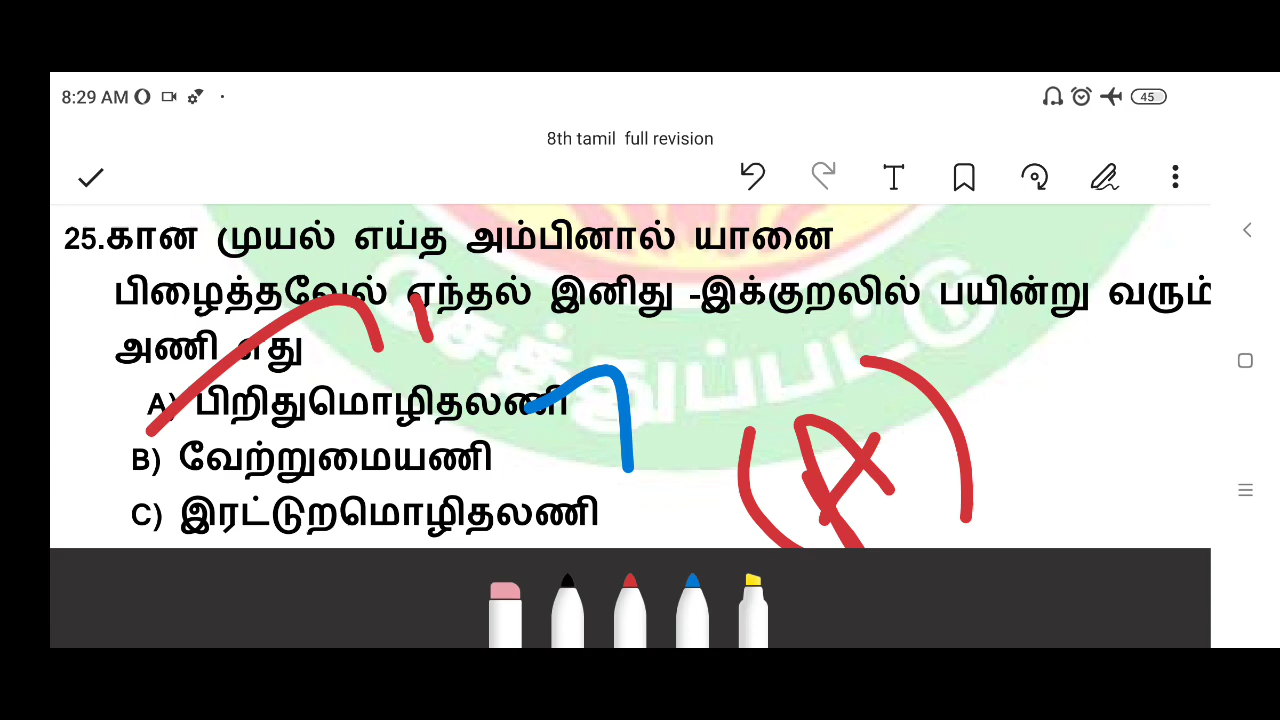 8:29 AM
45
8th tamil full revision
25.கான முயல் எய்த அம்பினால் யானை
பிழைத்தவேல் ஏந்தல் இனிது -இக்குறலில் பயின்று வரும்
அணி எது
A) பிறிதுமொழிதலணி
B) வேற்றுமையணி
C) இரட்டுறமொழிதலணி
(A)
செத்துப்பட்டு